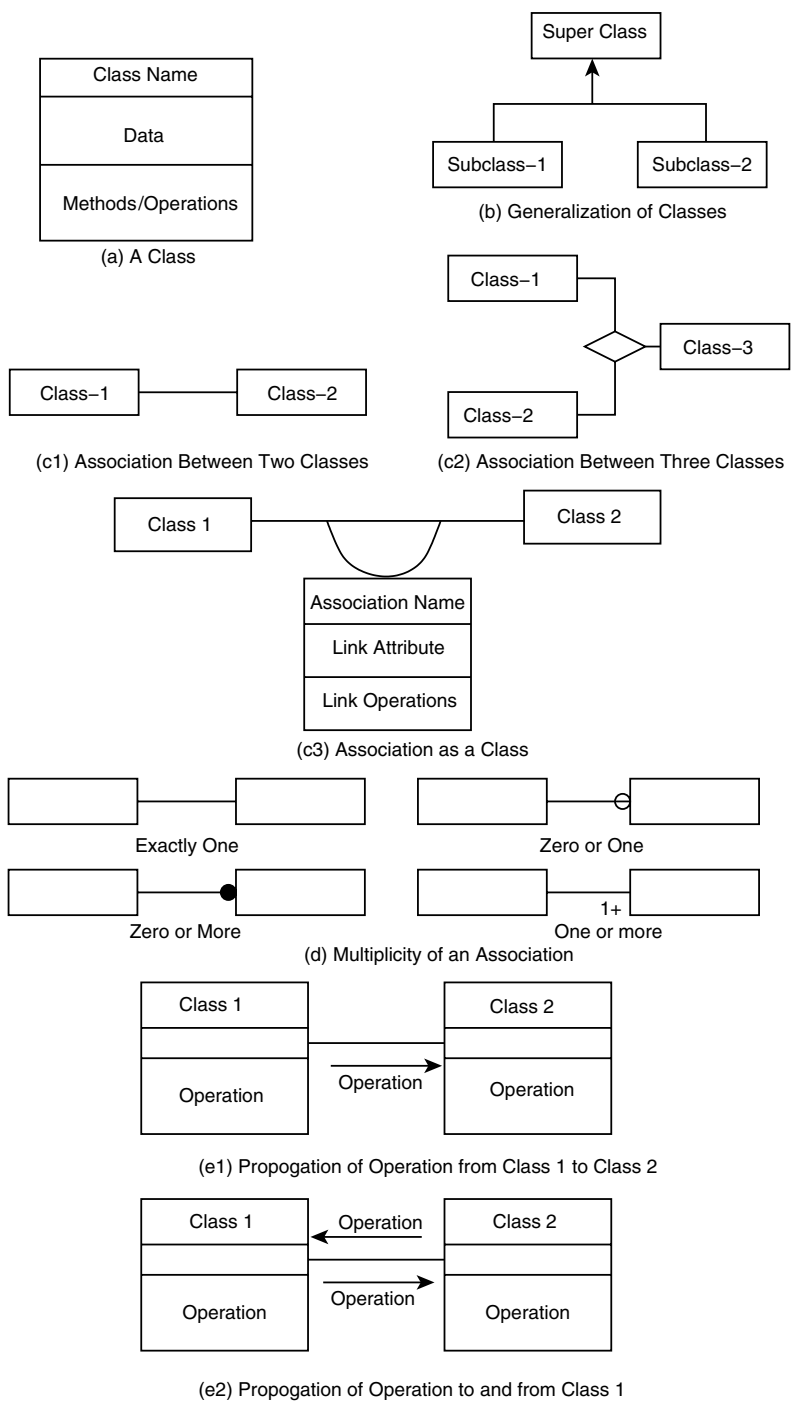 Class Name
Data
Methods/Operations
(a) A Class
Super Class
Subclass−1
Subclass−2
(b) Generalization of Classes
Class−1
Class−2
(c1) Association Between Two Classes
Class−1
Class−3
Class−2
(c2) Association Between Three Classes
Class 1
Class 2
Association Name
Link Attribute
Link Operations
(c3) Association as a Class
Exactly One
Zero or One
Zero or More
1+
One or more
(d) Multiplicity of an Association
Class 1
Class 2
Operation
Operation
Operation
(e1) Propogation of Operation from Class 1 to Class 2
Class 1
Operation
Class 2
Operation
Operation
Operation
(e2) Propogation of Operation to and from Class 1